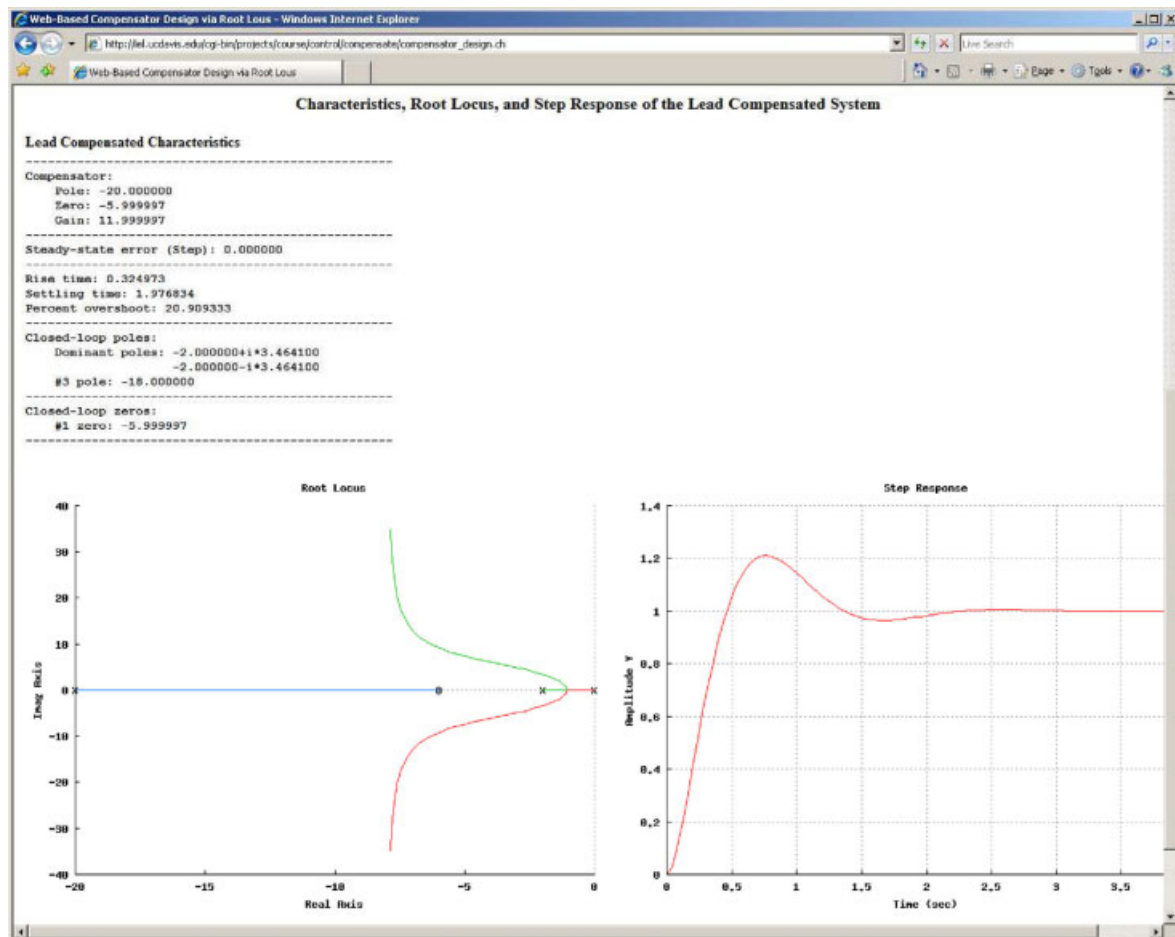 Web-Based Compensator Design via Root Lous - Windows Internet Explorer
http://iel.ucdavis.edu/cgi-bin/projects/course/control/compensate/compensator_design.ch
Live Search
Web-Based Compensator Design via Root Lous
Page
Tools
Characteristics, Root Locus, and Step Response of the Lead Compensated System
Lead Compensated Characteristics
Compensator:
Pole: -20.000000
Zero: -5.999997
Gain: 11.999997
Steady-state error (Step): 0.000000
Rise time: 0.324973
Settling time: 1.976834
Percent overshoot: 20.909333
Closed-loop poles:
Dominant poles: -2.000000+i*3.464100
-2.000000-i*3.464100
#3 pole: -18.000000
Closed-loop zeros:
#1 zero: -5.999997
Root Locus
40
30
20
10
0
-10
-20
-30
-40
Imag Axis
-20 -15 -10 -5 0
Real Axis
Step Response
1.4
1.2
1
0.8
0.6
0.4
0.2
0
Amplitude Y
0 0.5 1 1.5 2 2.5 3 3.5
Time (sec)